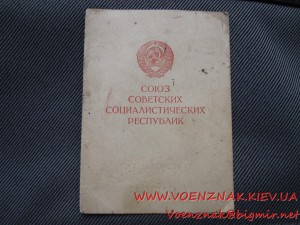 СОЮЗ
СОВЕТСКИХ
СОЦИАЛИСТИЧЕСКИХ
РЕСПУБЛИК
www.VOENZNAK.KIEV.UA
Voenznak@bigmir.net